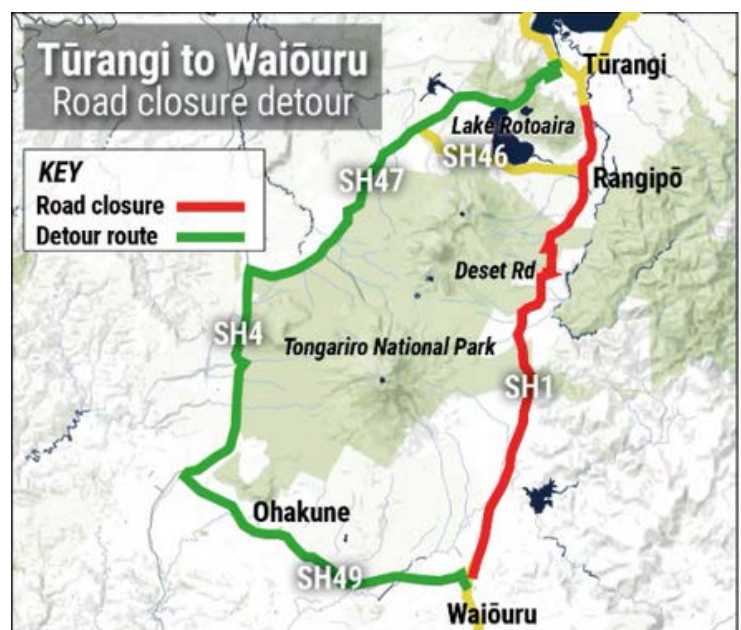 Tūrangi to Waiōuru
Road closure detour
KEY
Road closure
Detour route
Tūrangi
Lake Rotoaira
SH46
SH47
Rangipō
Deset Rd
SH4
Tongariro National Park
SH1
Ohakune
SH49
Waiōuru